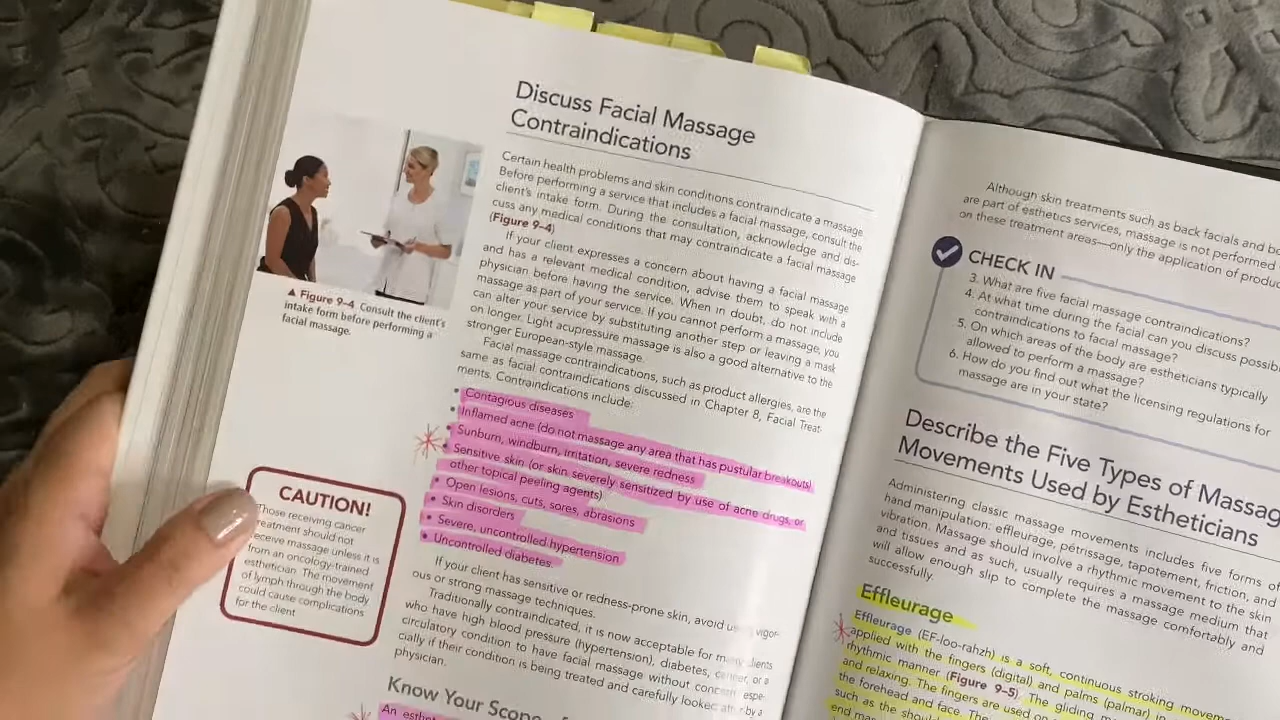 Discuss Facial Massage
Contraindications
Certain health problems and skin conditions contraindicate a massage
Before performing a service that includes a facial massage, consult the
client's intake form. During the consultation, acknowledge and dis-
cuss any medical conditions that may contraindicate a facial massage
(Figure 9–4)
If your client expresses a concern about having a facial massage
and has a relevant medical condition, advise them to speak with a
physician before having the service. When in doubt, do not include
massage as part of your service. If you cannot perform a massage, you
can alter your service by substituting another step or leaving a mask
on longer. Light acupressure massage is also a good alternative to the
stronger European-style massage.
Facial massage contraindications, such as product allergies, are the
same as facial contraindications discussed in Chapter 8, Facial Treat-
ments. Contraindications include:
• Contagious diseases
• Inflamed acne (do not massage any area that has pustular breakouts)
• Sunburn, windburn, irritation, severe redness
• Sensitive skin (or skin severely sensitized by use of acne drugs, or
other topical peeling agents)
• Open lesions, cuts, sores, abrasions
• Skin disorders
• Severe, uncontrolled hypertension
• Uncontrolled diabetes.
If your client has sensitive or redness-prone skin, avoid vigor-
ous or strong massage techniques.
Traditionally contraindicated, it is now acceptable for many clients
who have high blood pressure (hypertension), diabetes, cancer, or a
circulatory condition to have facial massage without concern espe-
cially if their condition is being treated and carefully looked at by a
physician.
Know Your Scope
An
▲ Figure 9–4 Consult the client's
intake form before performing a
facial massage.
CAUTION!
Those receiving cancer
treatment should not
receive massage unless it is
from an oncology-trained
esthetician. The movement
of lymph through the body
could cause complications
for the client
Although skin treatments such as back facials and
are part of esthetics services, massage is not performed
on these treatment areas—only the application of
CHECK IN
3. What are five facial massage contraindications?
4. At what time during the facial can you discuss
contraindications to facial massage?
5. On which areas of the body are estheticians typically
allowed to perform a massage?
6. How do you find out what the licensing regulations for
massage are in your state?
Describe the Five Types of
Movements Used by Estheticians
Administering classic massage movements includes five forms of
hand manipulation: effleurage, pétrissage, tapotement, friction, and
vibration. Massage should involve a rhythmic movement to the skin
and tissues and as such, usually requires a massage medium that
will allow enough slip to complete the massage comfortably and
successfully.
Effleurage
Effleurage (EF-loo-rahzh) is a soft, continuous stroking
applied with the fingers (digital) and palms (palmar)
rhythmic manner (Figure 9–5). The gliding
and relaxing. The fingers are used on
the forehead and face. The
such as the
end